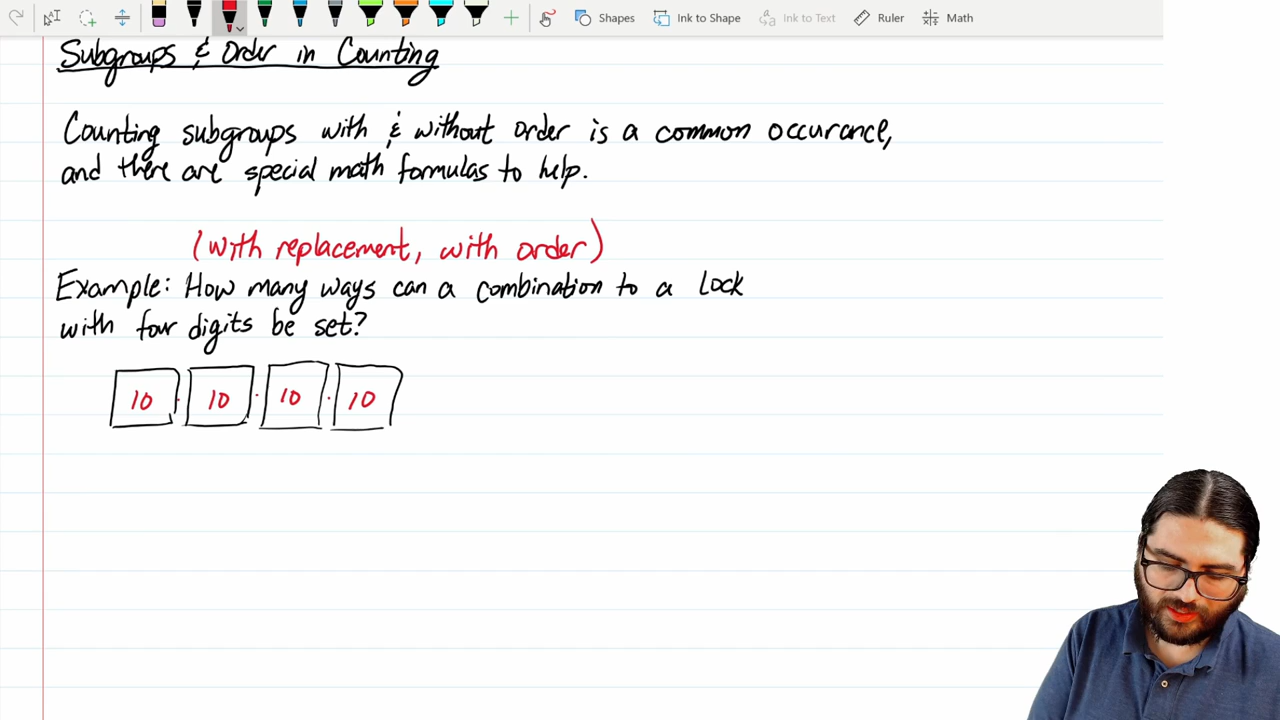 Shapes Ink to Shape Ink to Text Ruler Math
Subgroups & Order in Counting
Counting subgroups with & without order is a common occurance,
and there are special math formulas to help.
(with replacement, with order)
Example: How many ways can a combination to a lock
with four digits be set?
10 · 10 · 10 · 10